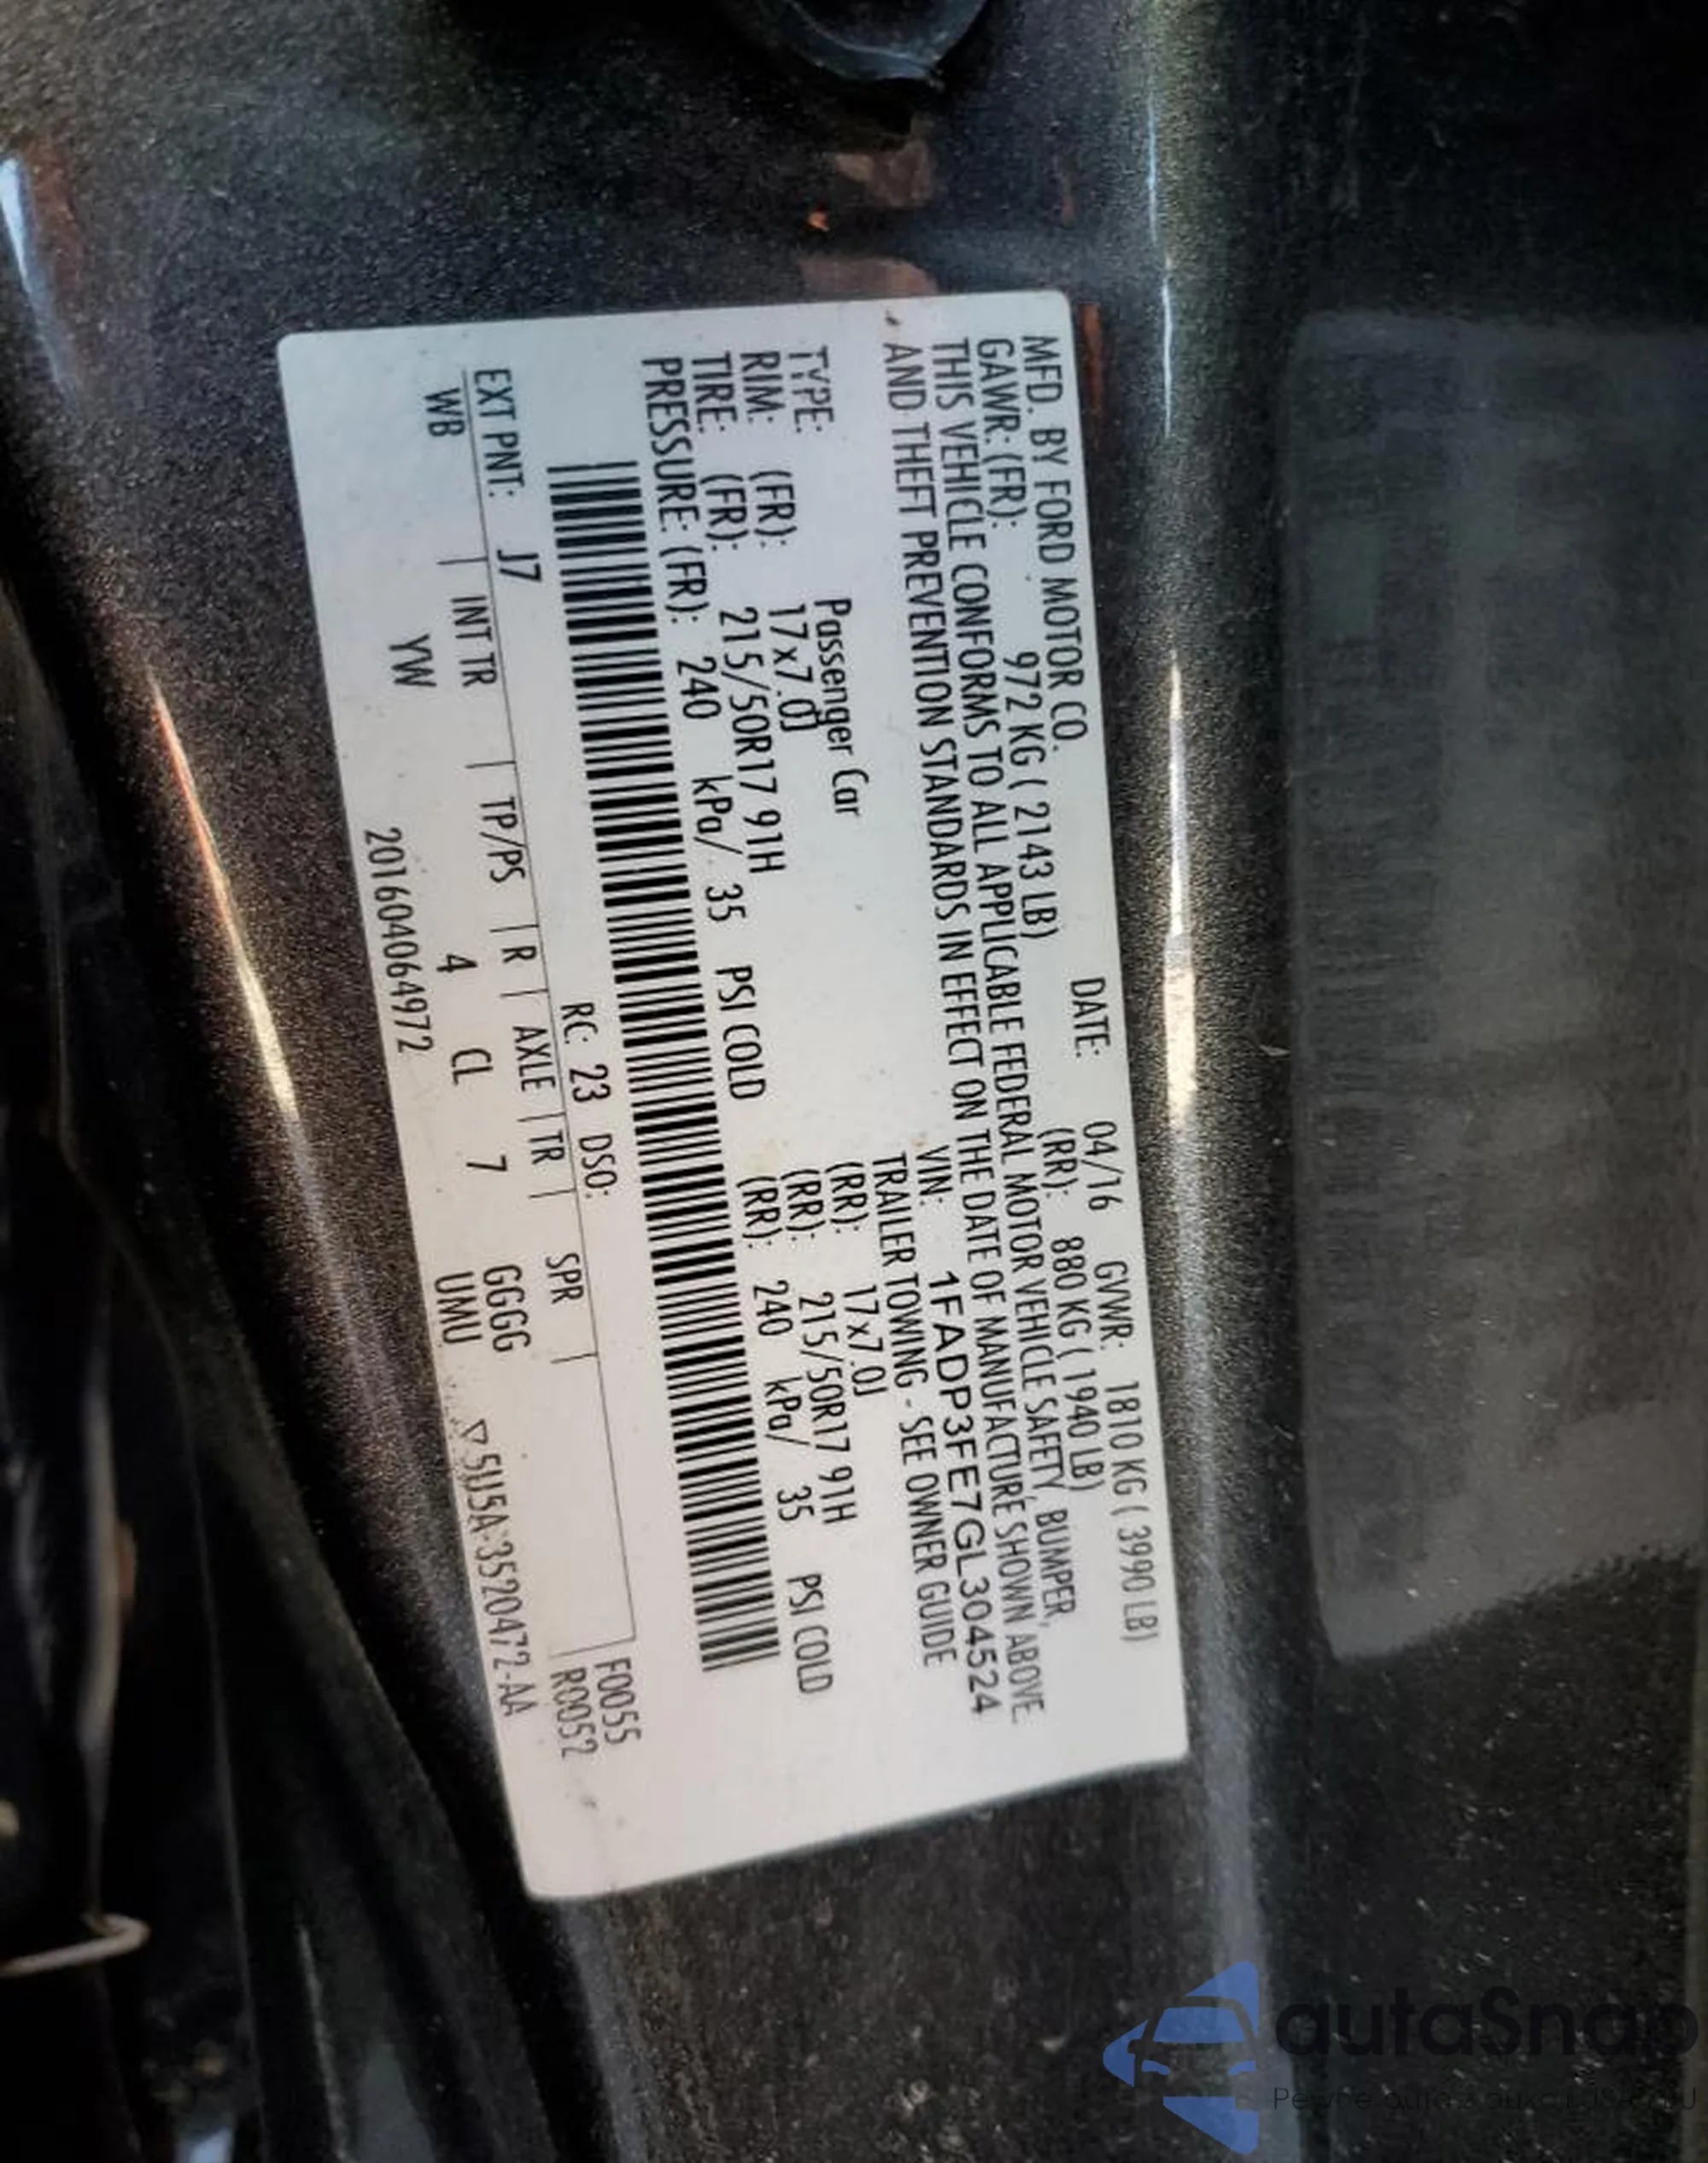 MFD. BY FORD MOTOR CO. DATE: 04/16 GVWR: 1810 KG ( 3990 LB)
GAWR: (FR): 972 KG ( 2143 LB) (RR): 880 KG ( 1940 LB)
THIS VEHICLE CONFORMS TO ALL APPLICABLE FEDERAL MOTOR VEHICLE SAFETY, BUMPER,
AND THEFT PREVENTION STANDARDS IN EFFECT ON THE DATE OF MANUFACTURE SHOWN ABOVE.
VIN: 1FADP3FE7GL304524
TYPE: Passenger Car TRAILER TOWING - SEE OWNER GUIDE
RIM: (FR): 17x7.0J (RR): 17x7.0J
TIRE: (FR): 215/50R17 91H (RR): 215/50R17 91H
PRESSURE: (FR): 240 kPa/ 35 PSI COLD (RR): 240 kPa/ 35 PSI COLD
EXT PNT: J7 RC: 23 DSO: F0055
R0052
WB | INT TR | TP/PS | R | AXLE | TR | SPR |
YW 4 CL 7 GGGG
UMU
201604064972 ▽5U5A-3520472-AA
autaSnap